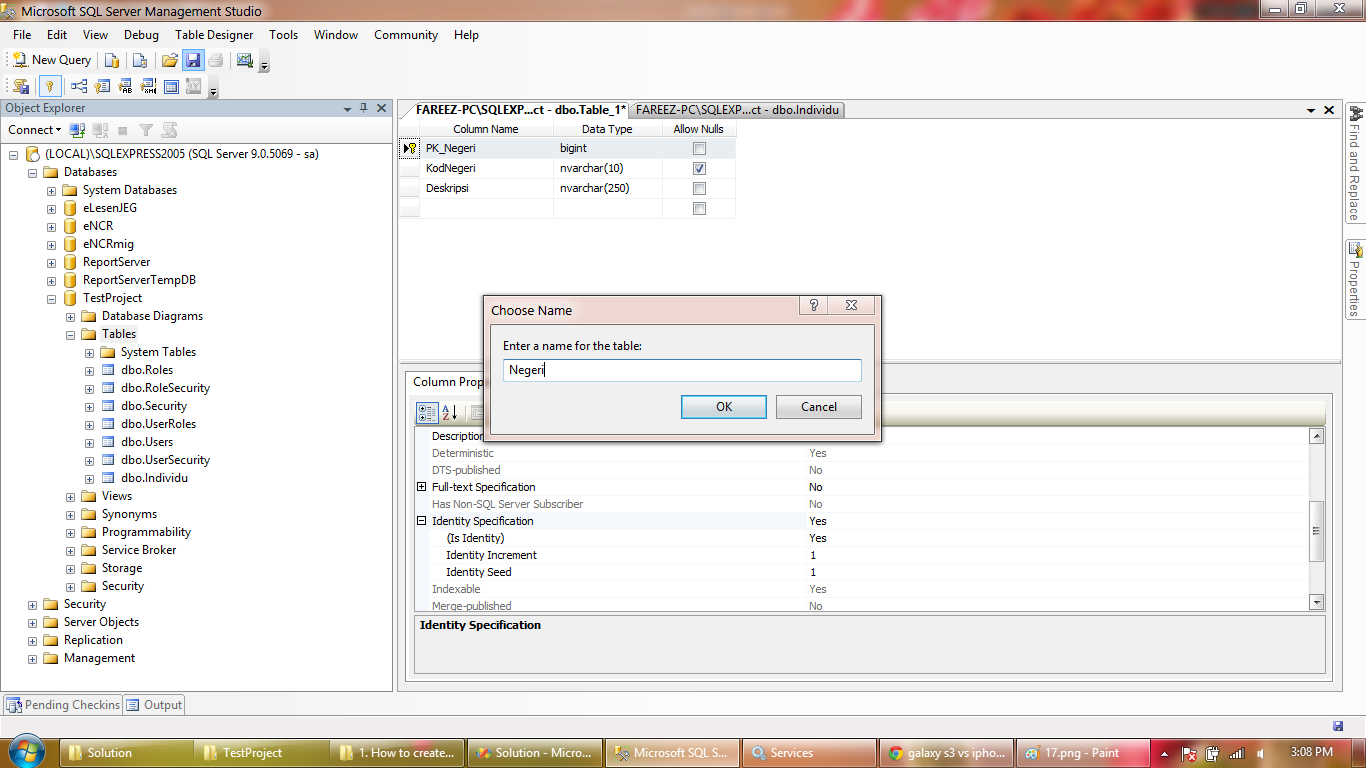 Microsoft SQL Server Management Studio
File Edit View Debug Table Designer Tools Window Community Help
New Query
Object Explorer
Connect
(LOCAL)\SQLEXPRESS2005 (SQL Server 9.0.5069 - sa)
Databases
System Databases
eLesenJEG
eNCR
eNCRmig
ReportServer
ReportServerTempDB
TestProject
Database Diagrams
Tables
System Tables
dbo.Roles
dbo.RoleSecurity
dbo.Security
dbo.UserRoles
dbo.Users
dbo.UserSecurity
dbo.Individu
Views
Synonyms
Programmability
Service Broker
Storage
Security
Security
Server Objects
Replication
Management
FAREEZ-PC\SQLEXP...ct - dbo.Table_1* FAREEZ-PC\SQLEXP...ct - dbo.Individu
Column Name Data Type Allow Nulls
PK_Negeri bigint
KodNegeri nvarchar(10)
Deskripsi nvarchar(250)
Choose Name
Enter a name for the table:
Negeri
OK Cancel
Column Prop
Description
Deterministic Yes
DTS-published No
Full-text Specification No
Has Non-SQL Server Subscriber No
Identity Specification Yes
(Is Identity) Yes
Identity Increment 1
Identity Seed 1
Indexable Yes
Merge-published No
Identity Specification
Find and Replace
Properties
Pending Checkins Output
Solution TestProject 1. How to create... Solution - Micro... Microsoft SQL S... Services galaxy s3 vs ipho... 17.png - Paint 3:08 PM